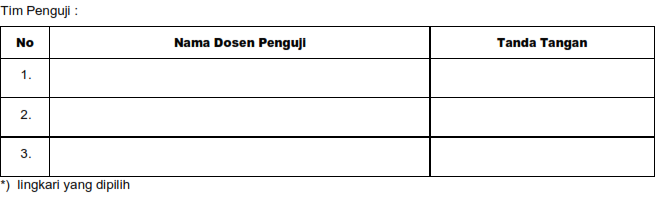 Tim Penguji :
No Nama Dosen Penguji Tanda Tangan
1.
2.
3.
*) lingkari yang dipilih